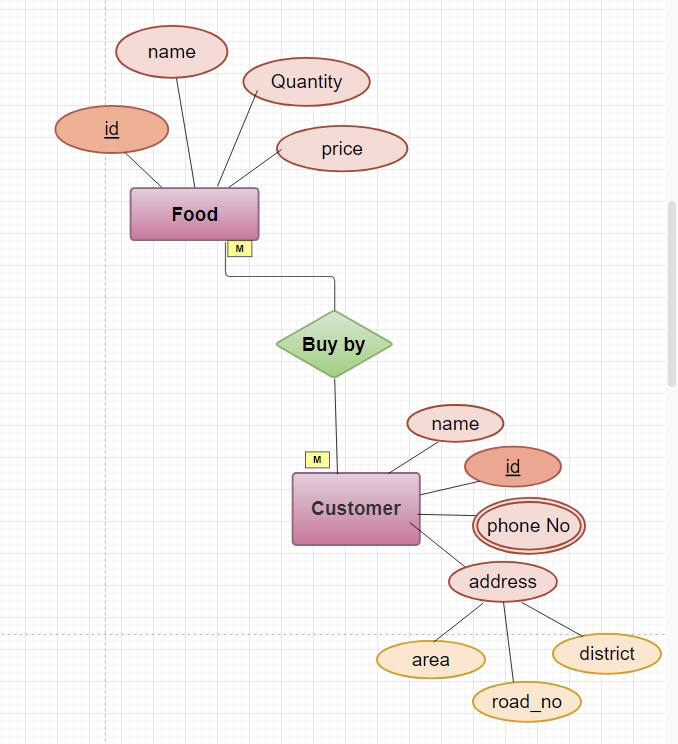 name
Quantity
id
price
Food
M
Buy by
name
M
id
Customer
phone No
address
area
district
road_no